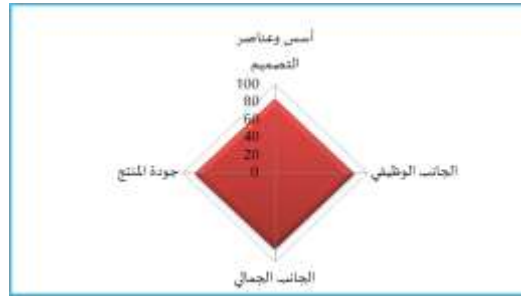 أسس وعناصر
التصميم
100
80
60
40
20
0
الجانب الوظيفي
جودة المنتج
الجانب الجمالي